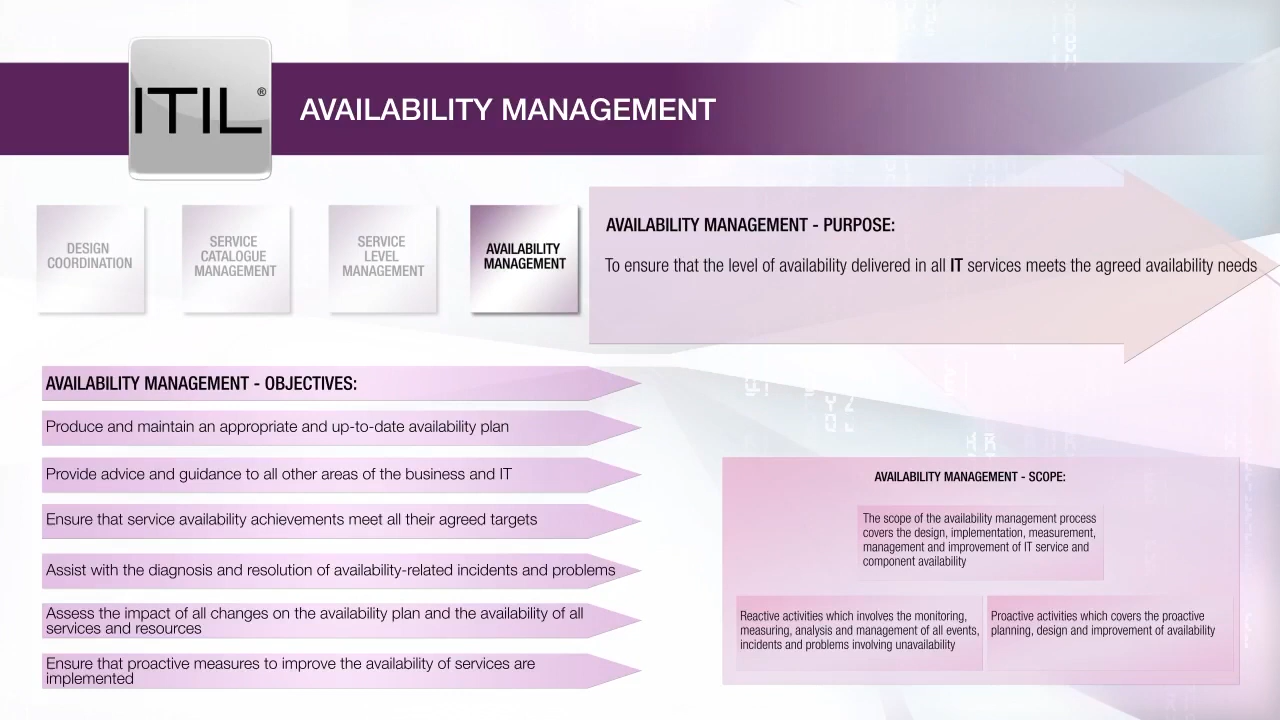 ITIL®
AVAILABILITY MANAGEMENT
DESIGN
COORDINATION
SERVICE
CATALOGUE
MANAGEMENT
SERVICE
LEVEL
MANAGEMENT
AVAILABILITY
MANAGEMENT
AVAILABILITY MANAGEMENT - PURPOSE:
To ensure that the level of availability delivered in all IT services meets the agreed availability needs
AVAILABILITY MANAGEMENT - OBJECTIVES:
Produce and maintain an appropriate and up-to-date availability plan
Provide advice and guidance to all other areas of the business and IT
Ensure that service availability achievements meet all their agreed targets
Assist with the diagnosis and resolution of availability-related incidents and problems
Assess the impact of all changes on the availability plan and the availability of all
services and resources
Ensure that proactive measures to improve the availability of services are
implemented
AVAILABILITY MANAGEMENT - SCOPE:
The scope of the availability management process
covers the design, implementation, measurement,
management and improvement of IT service and
component availability
Reactive activities which involves the monitoring,
measuring, analysis and management of all events,
incidents and problems involving unavailability
Proactive activities which covers the proactive
planning, design and improvement of availability